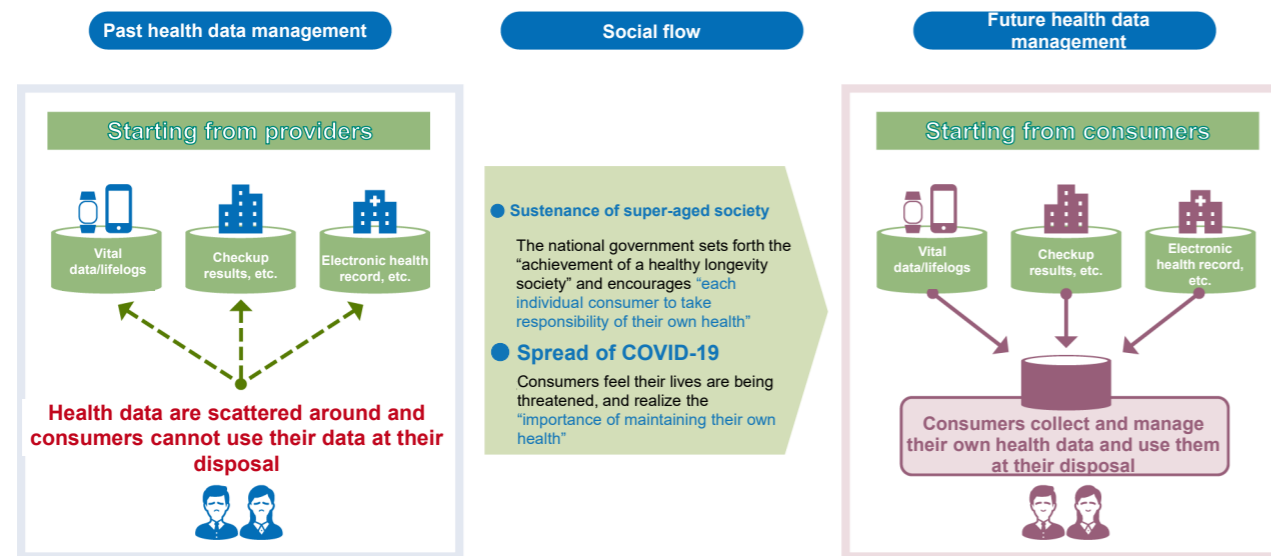 Past health data management
Social flow
Future health data
management
Starting from providers
Vital
data/lifelogs
Checkup
results, etc.
Electronic health
record, etc.
Health data are scattered around and
consumers cannot use their data at their
disposal
Sustenance of super-aged society
The national government sets forth the
“achievement of a healthy longevity
society” and encourages “each
individual consumer to take
responsibility of their own health”
Spread of COVID-19
Consumers feel their lives are being
threatened, and realize the
“importance of maintaining their own
health”
Starting from consumers
Vital
data/lifelogs
Checkup
results, etc.
Electronic
health record,
etc.
Consumers collect and manage
their own health data and use them
at their disposal